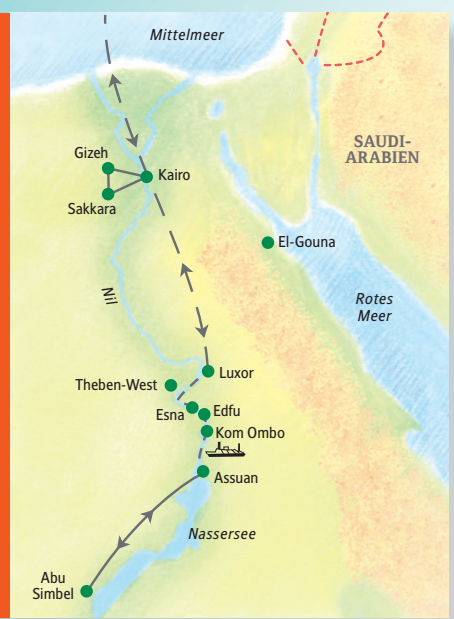 Mittelmeer
SAUDI-
ARABIEN
Gizeh
Kairo
Sakkara
El-Gouna
Nil
Rotes
Meer
Luxor
Theben-West
Esna
Edfu
Kom Ombo
Assuan
Nassersee
Abu
Simbel